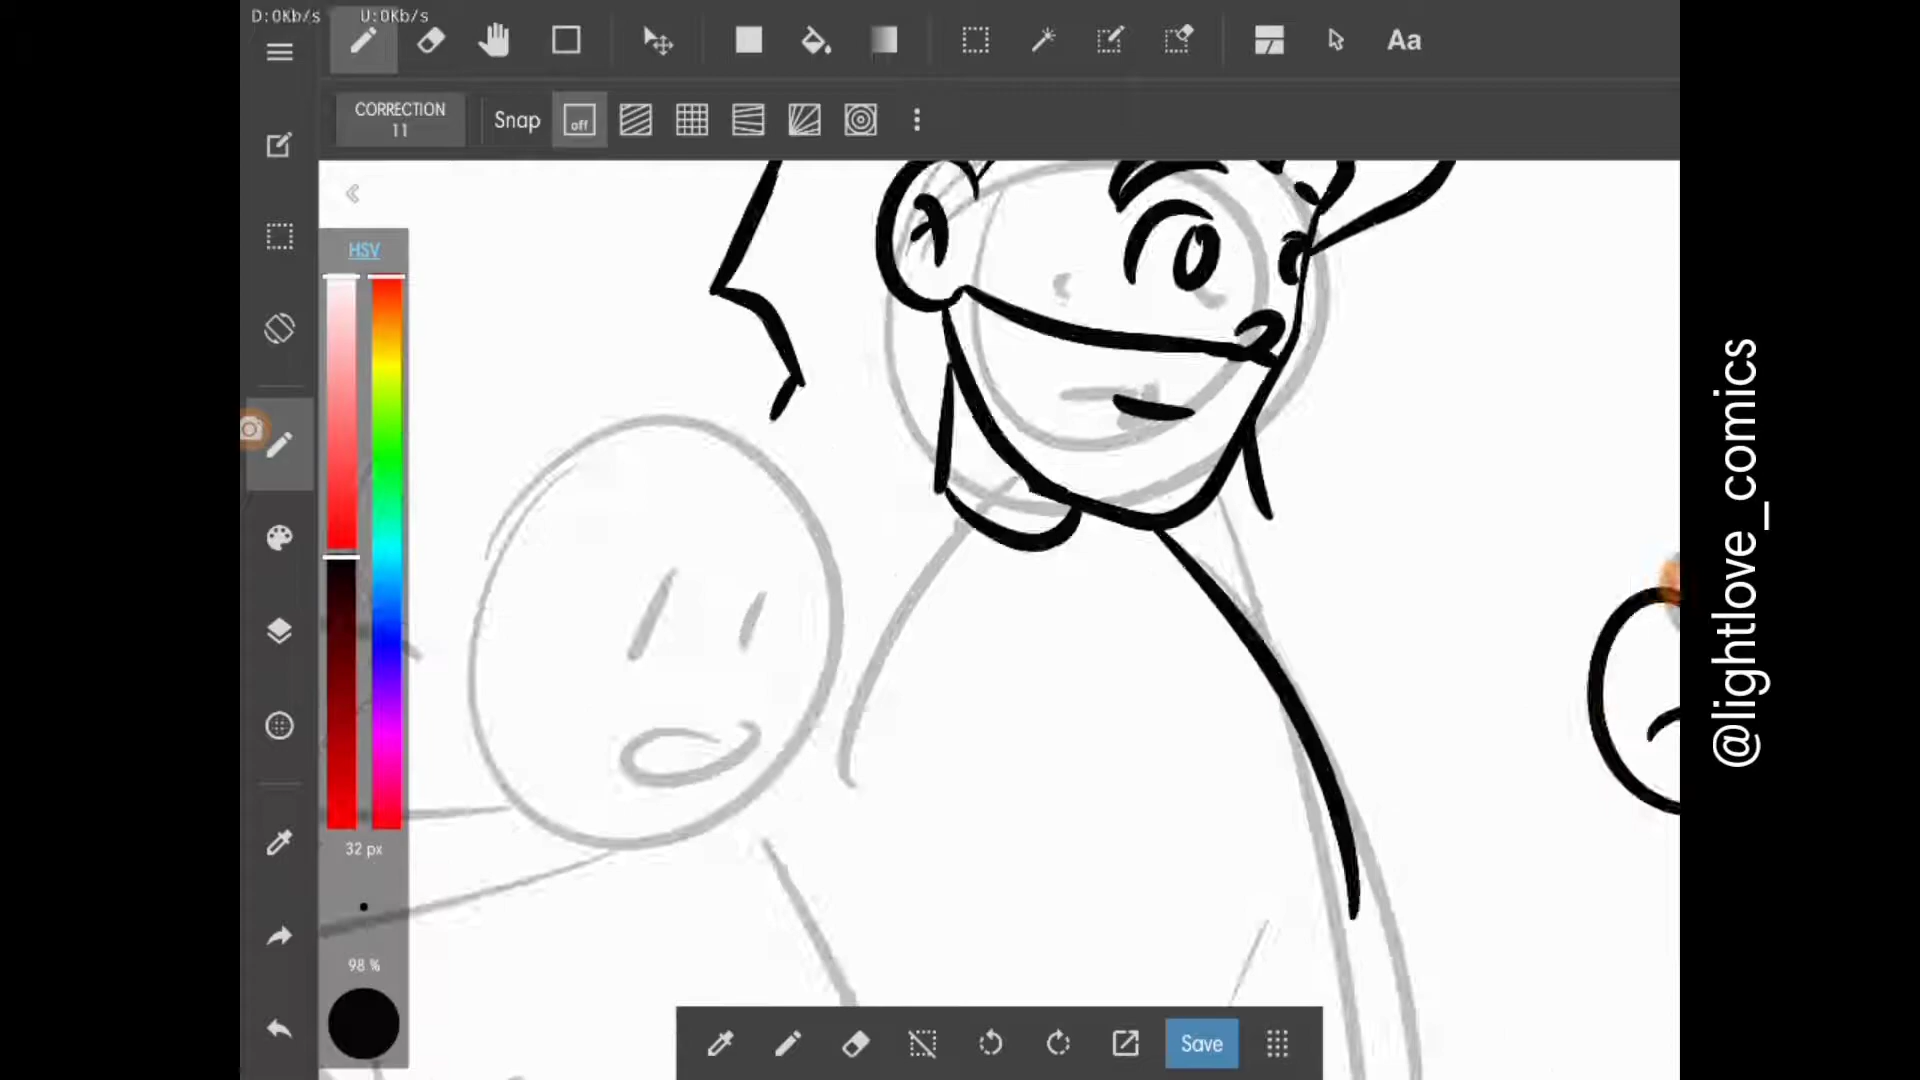 D:0Kb/s U:0Kb/s
Aa
CORRECTION
11
Snap
off
HSV
32 px
98 %
Save
@lightlove_comics